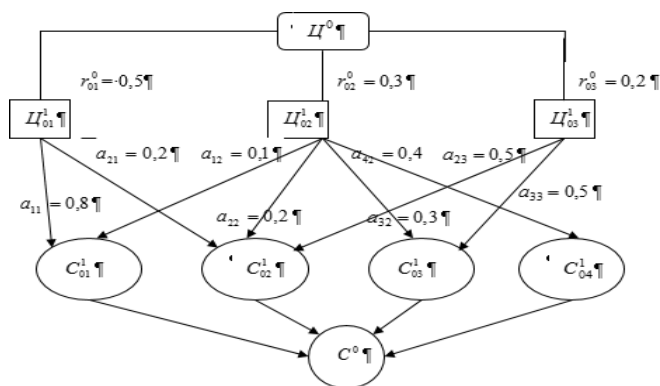 Ц⁰¶
r⁰₀₁=·0,5¶ r⁰₀₂ = 0,3¶ r⁰₀₃ = 0,2¶
Ц¹₀₁¶ Ц¹₀₂¶ Ц¹₀₃¶
a₂₁ = 0,2¶ a₁₂ = 0,1¶ a₄₂ = 0,4 a₂₃ = 0,5¶
a₁₁ = 0,8¶ a₂₂ = 0,2¶ a₃₂ = 0,3¶ a₃₃ = 0,5¶
C¹₀₁¶ C¹₀₂¶ C¹₀₃¶ C¹₀₄¶
C⁰¶